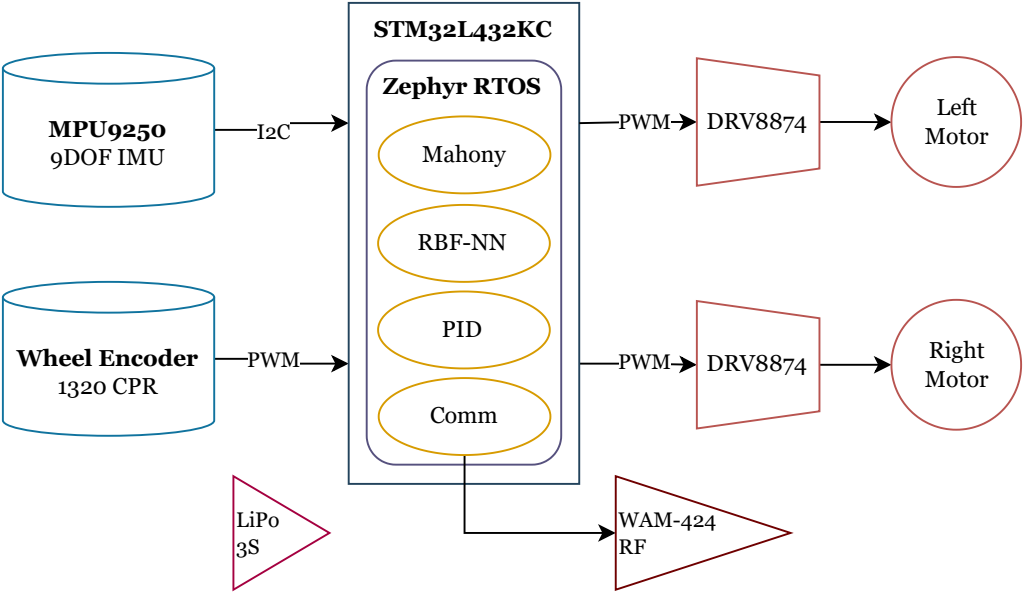 STM32L432KC
Zephyr RTOS
MPU9250
9DOF IMU
I2C
Mahony
RBF-NN
PID
Comm
Wheel Encoder
1320 CPR
PWM
PWM
DRV8874
Left
Motor
PWM
DRV8874
Right
Motor
LiPo
3S
WAM-424
RF